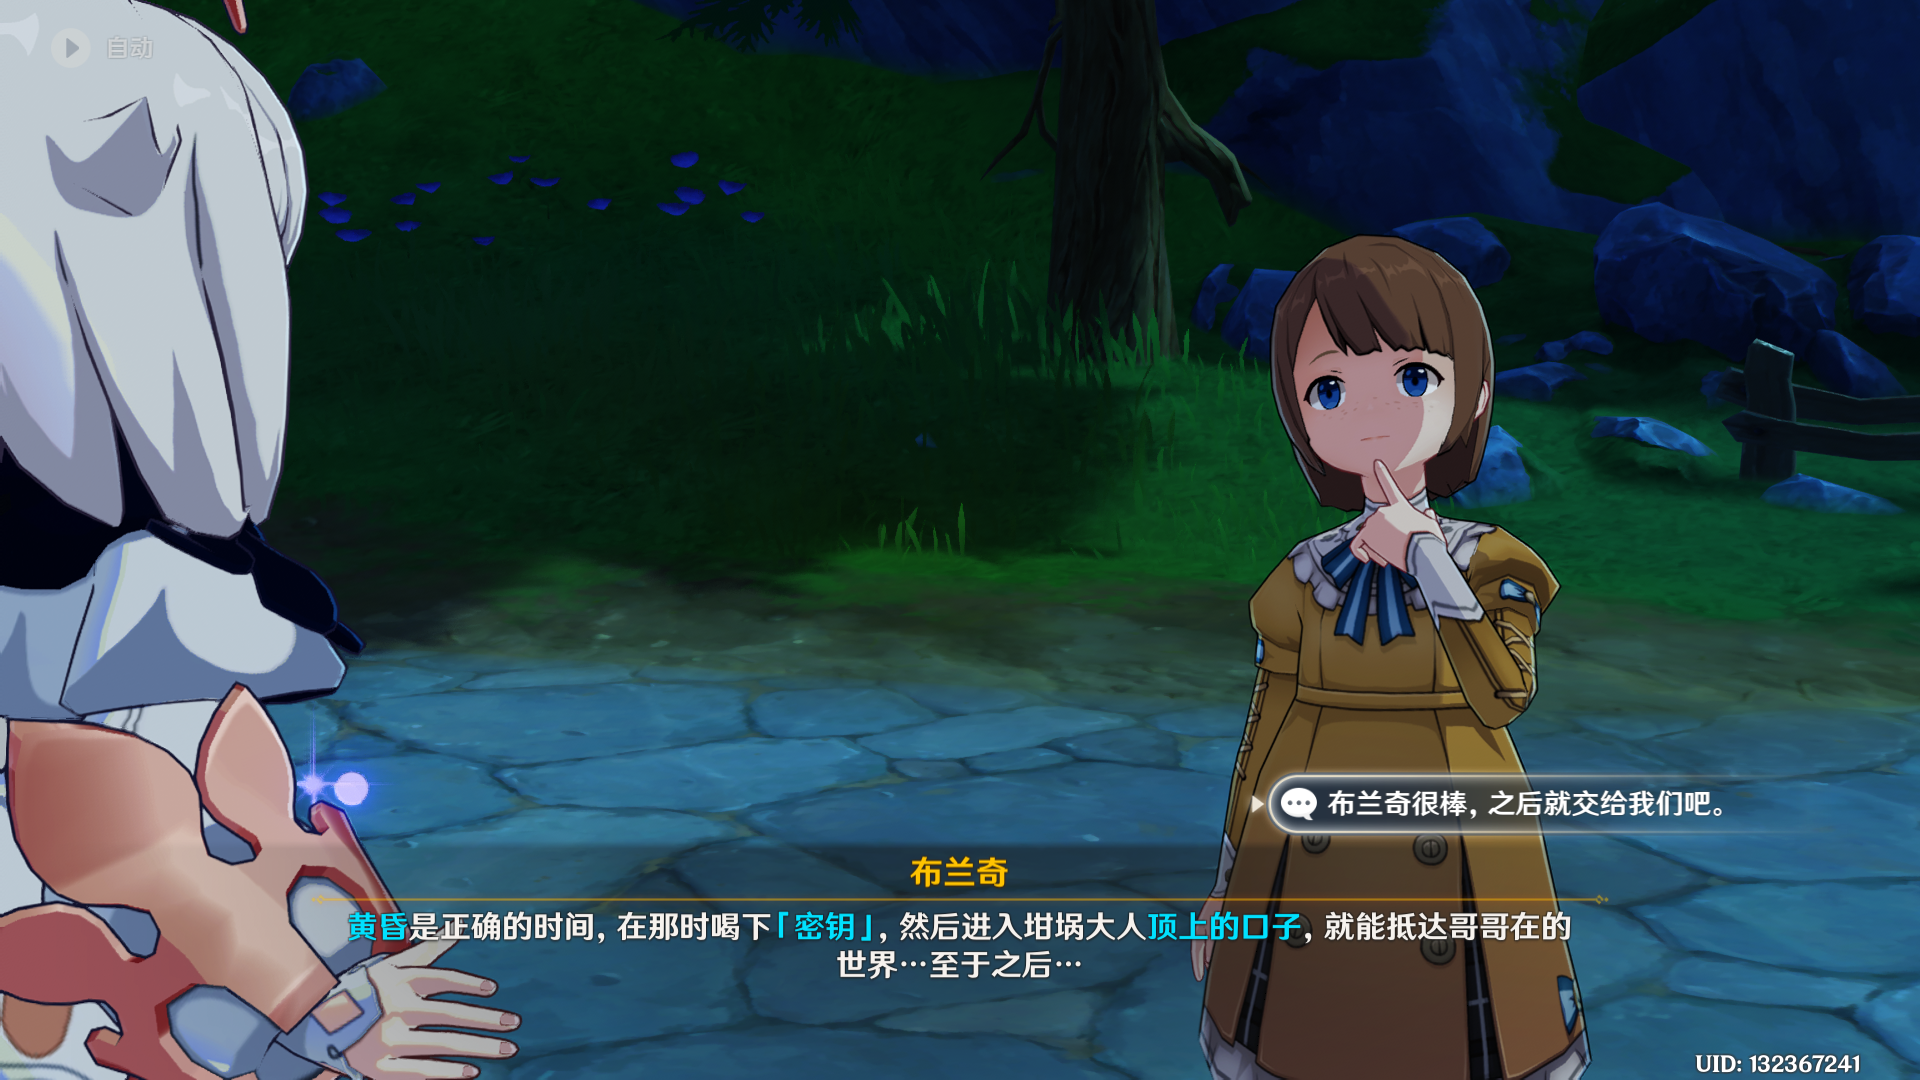 自动
布兰奇很棒，之后就交给我们吧。
布兰奇
黄昏是正确的时间，在那时喝下「密钥」，然后进入坩埚大人顶上的口子，就能抵达哥哥在的
世界…至于之后…
UID: 132367241